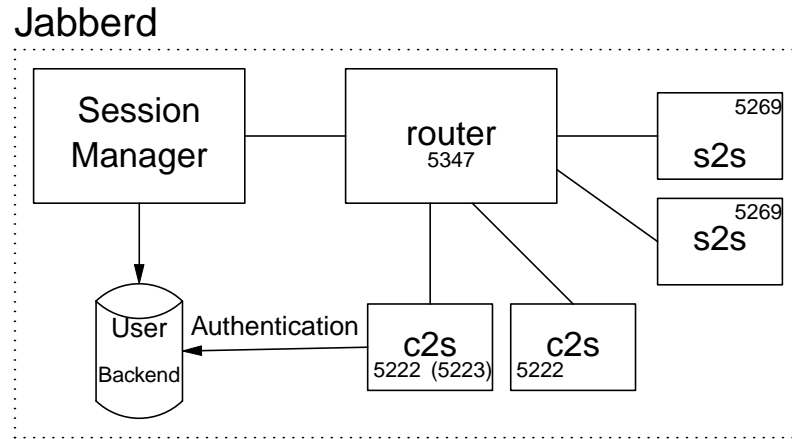 Jabberd
Session
Manager
router
5347
5269
s2s
5269
s2s
User
Backend
Authentication
c2s
5222 (5223)
c2s
5222